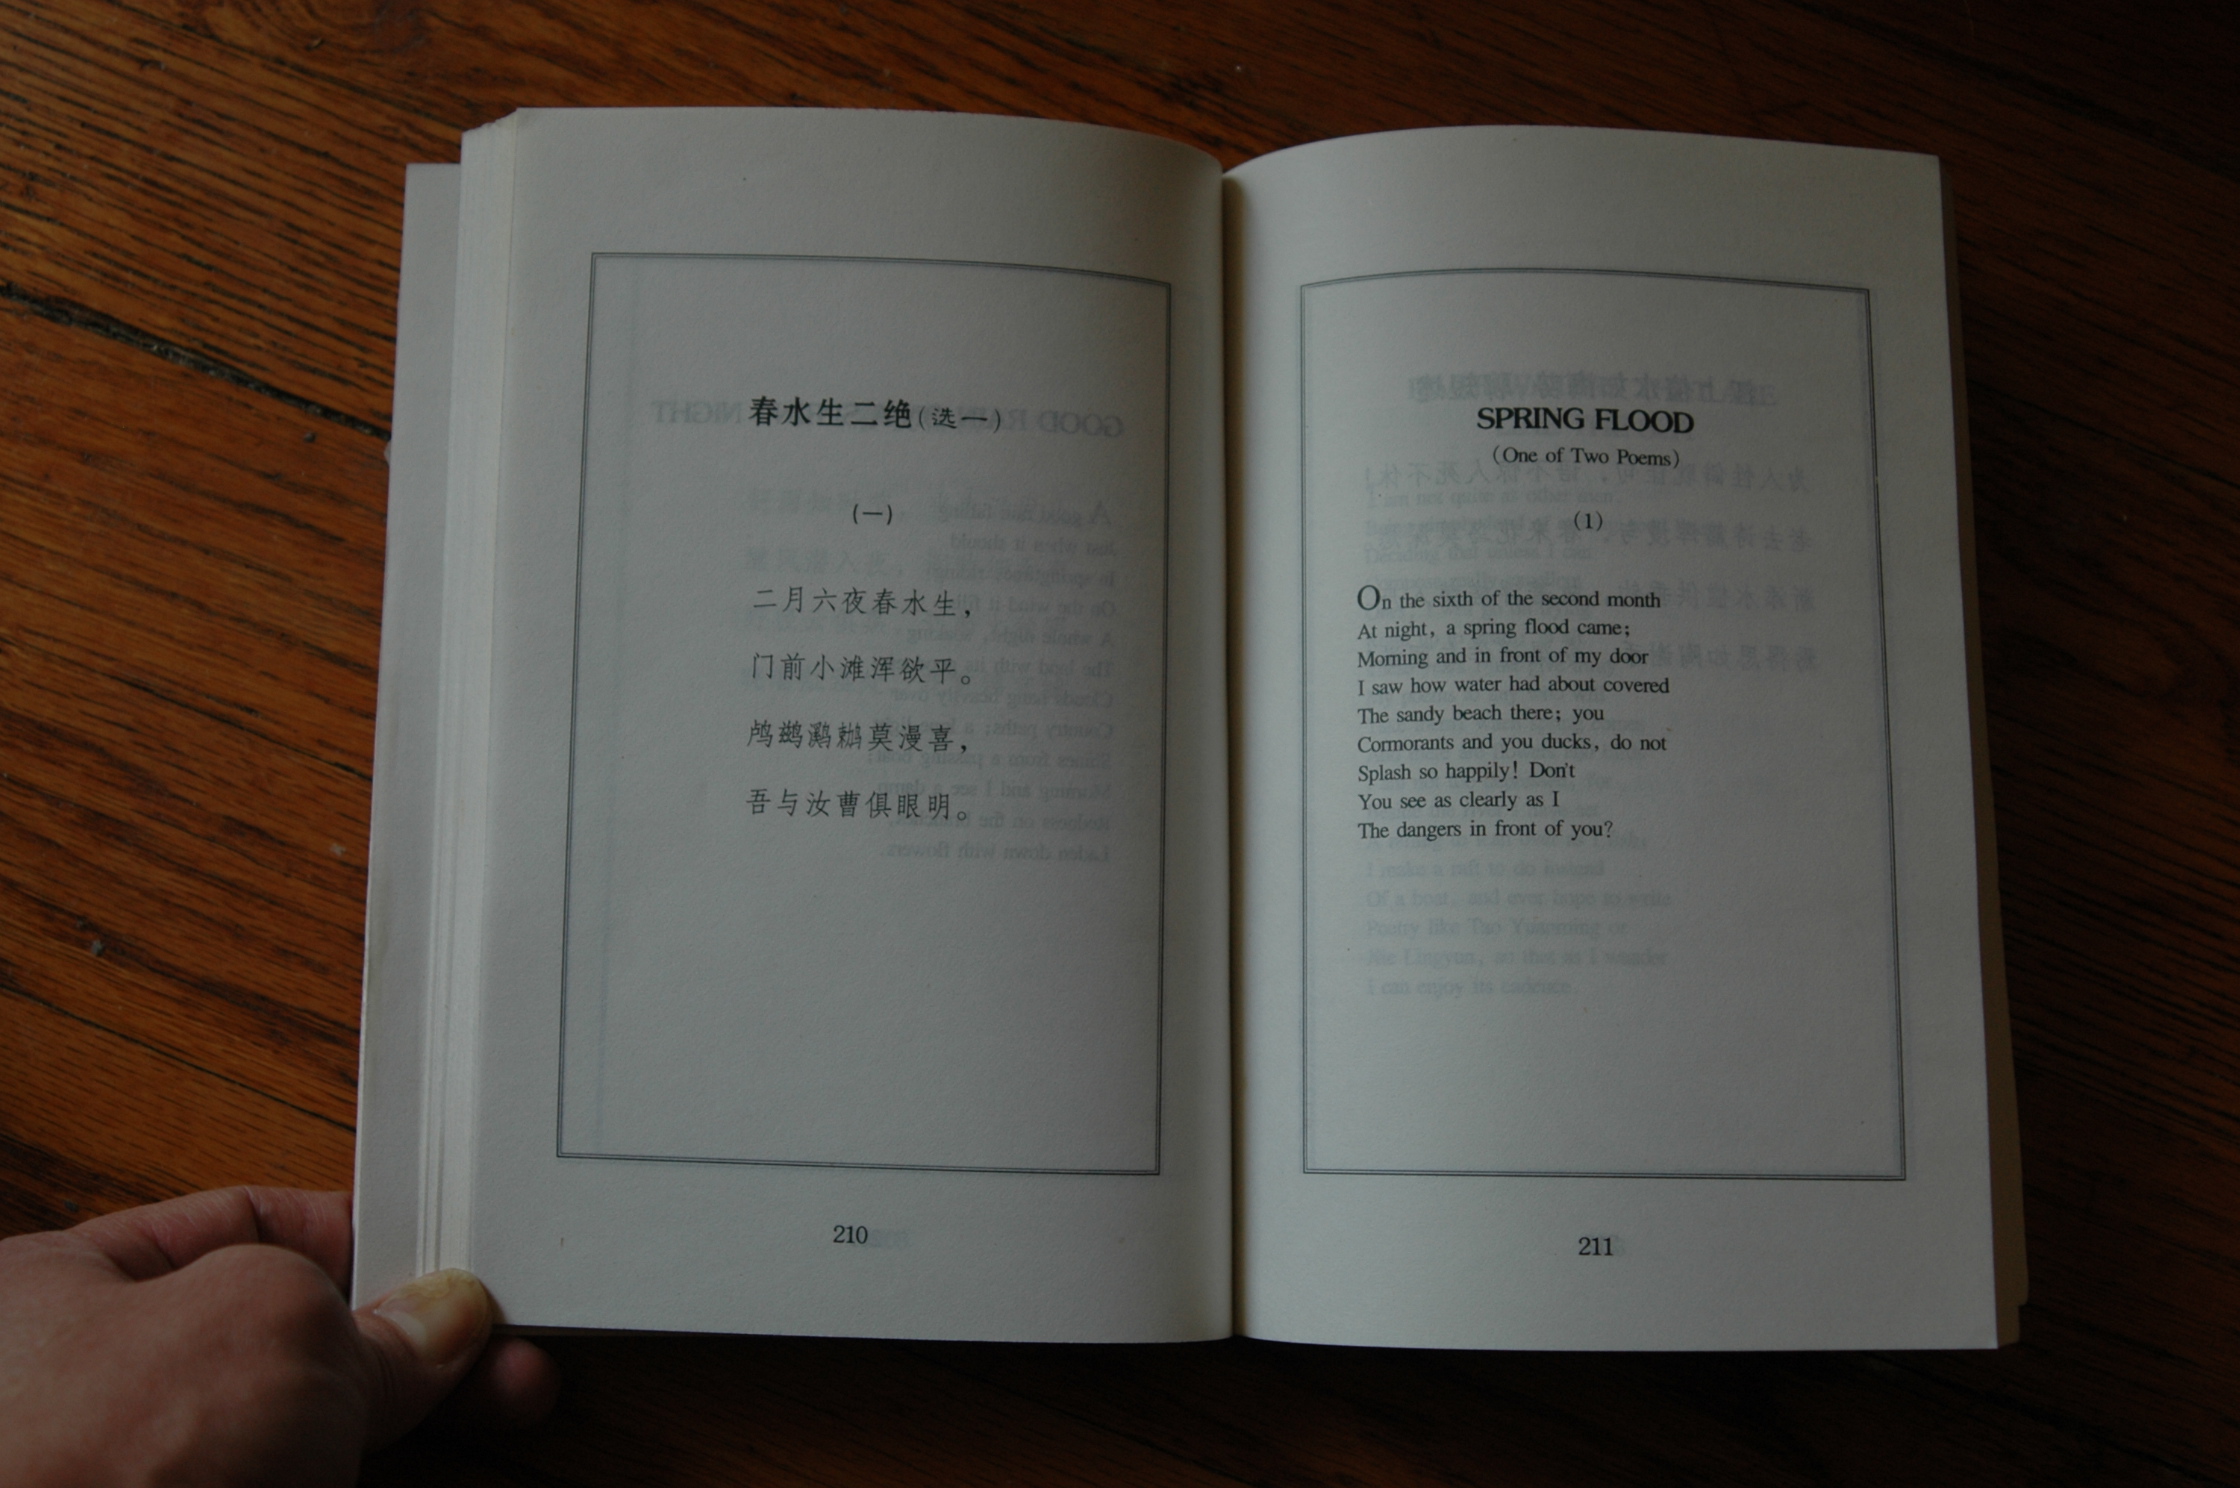 春水生二绝(选一)
(一)
二月六夜春水生，
门前小滩浑欲平。
鸬鹚鸂鶒莫漫喜，
吾与汝曹俱眼明。
210
SPRING FLOOD
(One of Two Poems)
(1)
On the sixth of the second month
At night, a spring flood came;
Morning and in front of my door
I saw how water had about covered
The sandy beach there; you
Cormorants and you ducks, do not
Splash so happily! Don't
You see as clearly as I
The dangers in front of you?
211